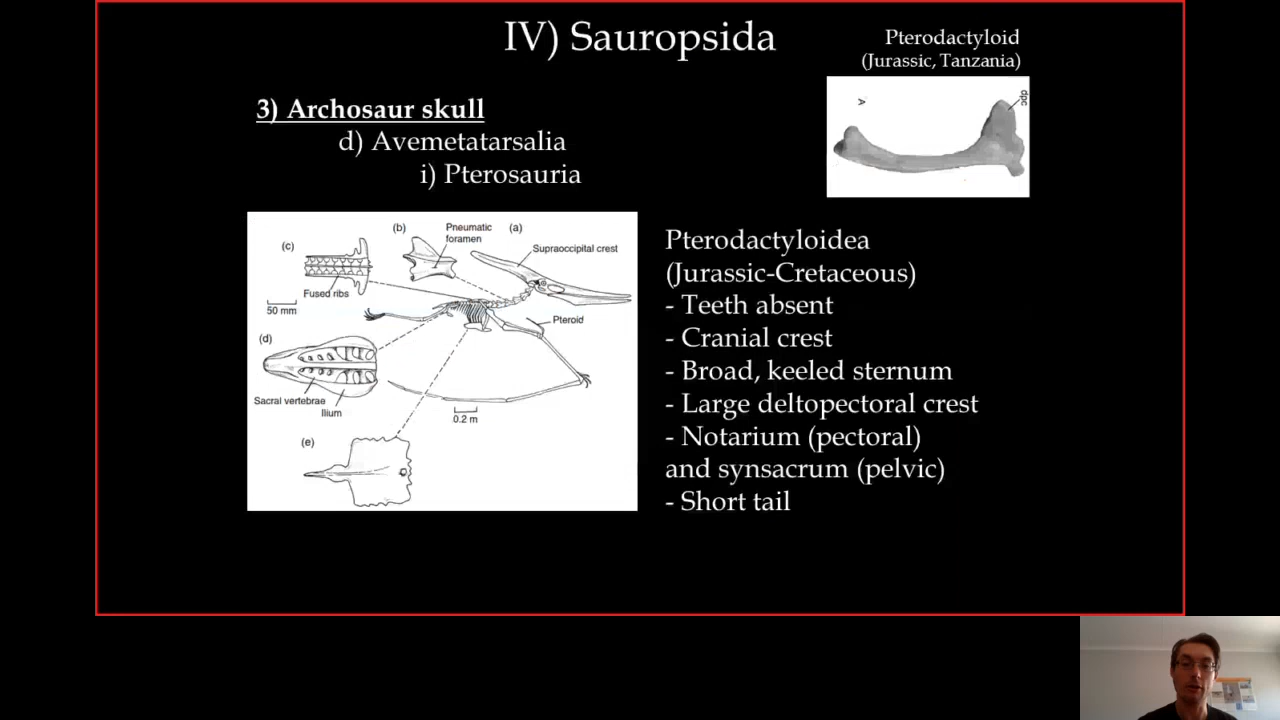 IV) Sauropsida
Pterodactyloid
(Jurassic, Tanzania)
3) Archosaur skull
d) Avemetatarsalia
i) Pterosauria
A
dpc
(c)
(b)
Pneumatic
foramen
(a)
Supraoccipital crest
Fused ribs
50 mm
Pteroid
(d)
Sacral vertebrae
Ilium
0.2 m
(e)
Pterodactyloidea
(Jurassic-Cretaceous)
- Teeth absent
- Cranial crest
- Broad, keeled sternum
- Large deltopectoral crest
- Notarium (pectoral)
and synsacrum (pelvic)
- Short tail